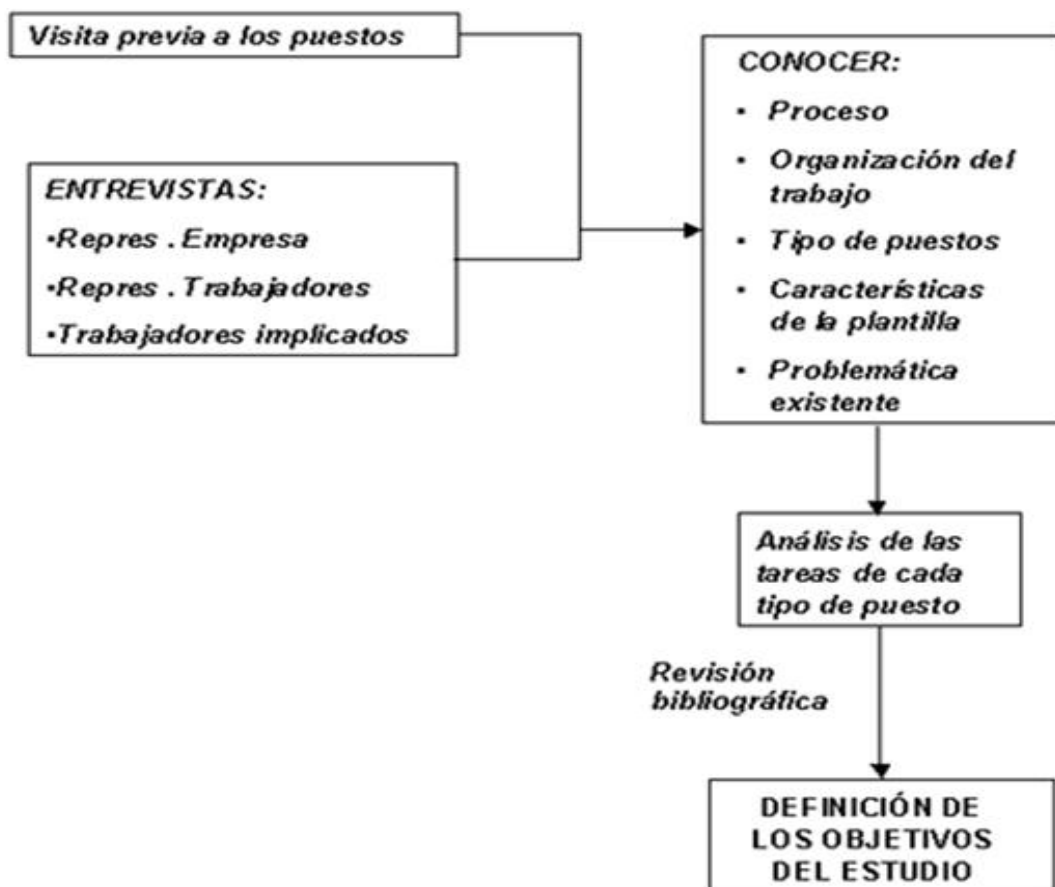 Visita previa a los puestos
ENTREVISTAS:
•Repres . Empresa
•Repres . Trabajadores
•Trabajadores implicados
CONOCER:
• Proceso
• Organización del
trabajo
• Tipo de puestos
• Características
de la plantilla
• Problemática
existente
Análisis de las
tareas de cada
tipo de puesto
Revisión
bibliográfica
DEFINICIÓN DE
LOS OBJETIVOS
DEL ESTUDIO